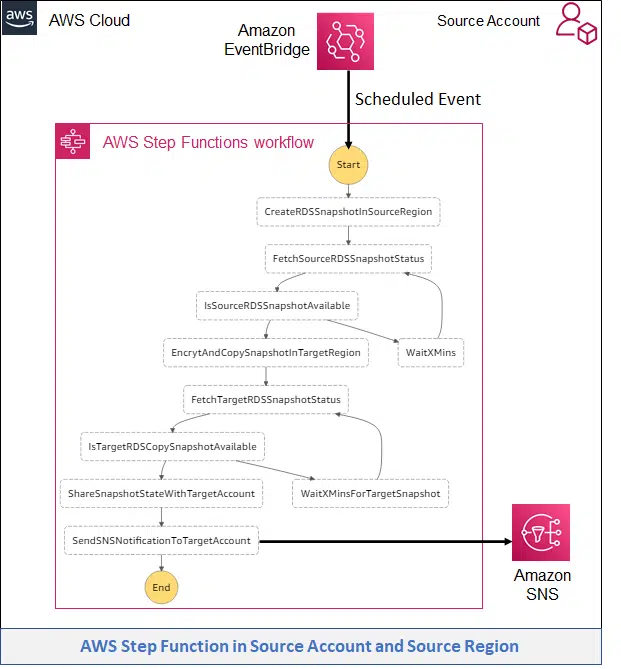 aws
AWS Cloud
Amazon
EventBridge
Source Account
Scheduled Event
AWS Step Functions workflow
Start
CreateRDSSnapshotInSourceRegion
FetchSourceRDSSnapshotStatus
IsSourceRDSSnapshotAvailable
EncrytAndCopySnapshotInTargetRegion
WaitXMins
FetchTargetRDSSnapshotStatus
IsTargetRDSCopySnapshotAvailable
ShareSnapshotStateWithTargetAccount
WaitXMinsForTargetSnapshot
SendSNSNotificationToTargetAccount
End
Amazon
SNS
AWS Step Function in Source Account and Source Region